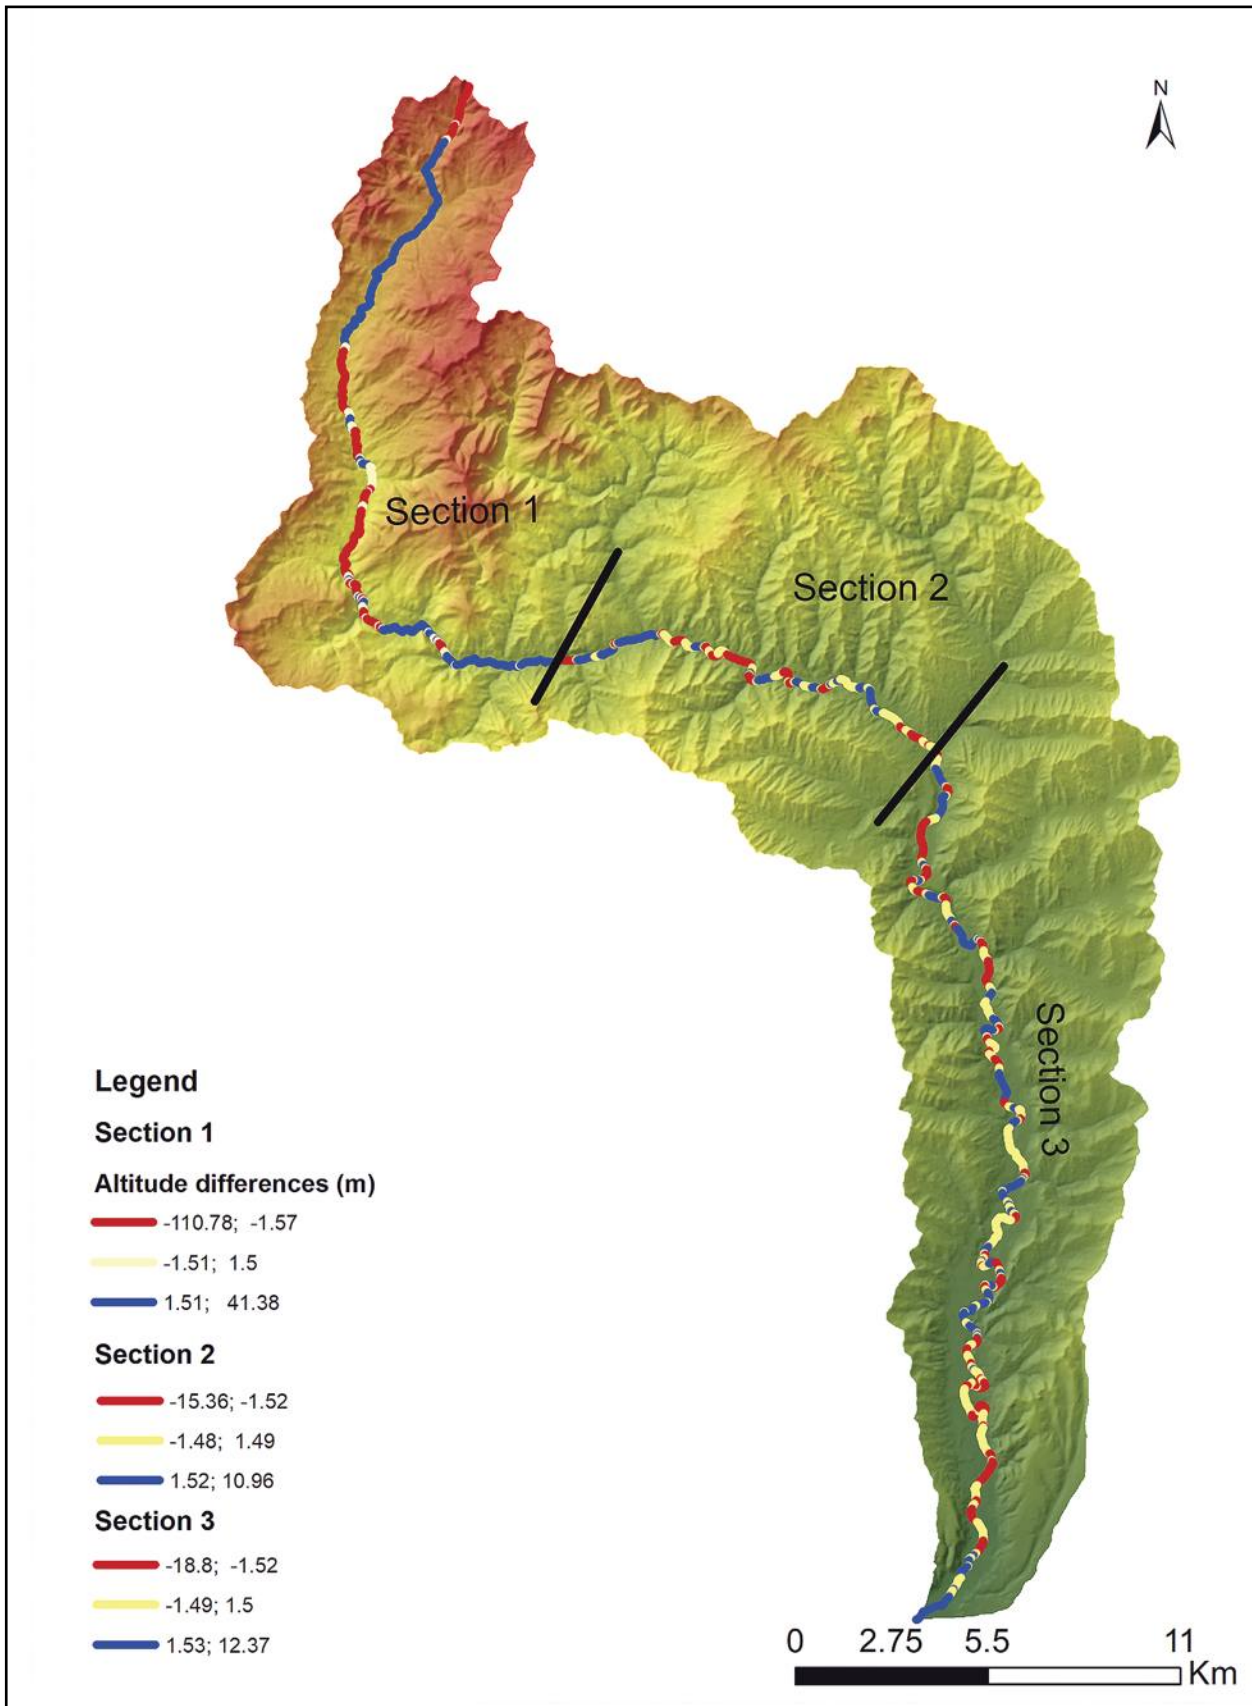 N
Section 1
Section 2
Section 3
Legend
Section 1
Altitude differences (m)
-110.78; -1.57
-1.51; 1.5
1.51; 41.38
Section 2
-15.36; -1.52
-1.48; 1.49
1.52; 10.96
Section 3
-18.8; -1.52
-1.49; 1.5
1.53; 12.37
0 2.75 5.5 11
Km